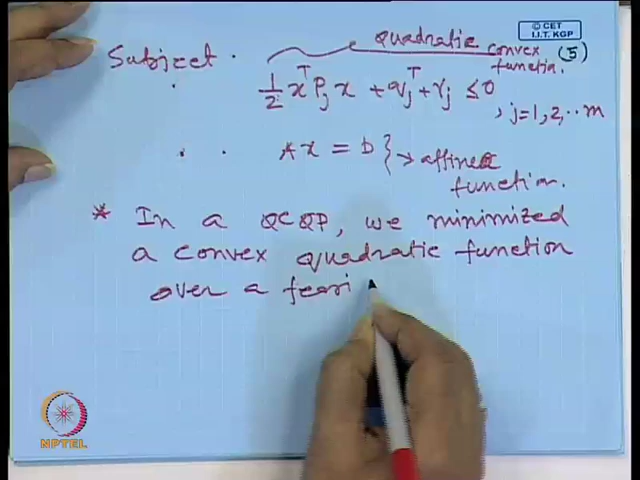 © CET
I.I.T. KGP
Subject
quadratic convex function.
(5)
1/2 x^T P_j x + q_j^T + r_j ≤ 0
, j=1, 2, .. m
Ax = b } → affine function.
* In a QCQP, we minimized
a convex quadratic function
over a feasi
NPTEL